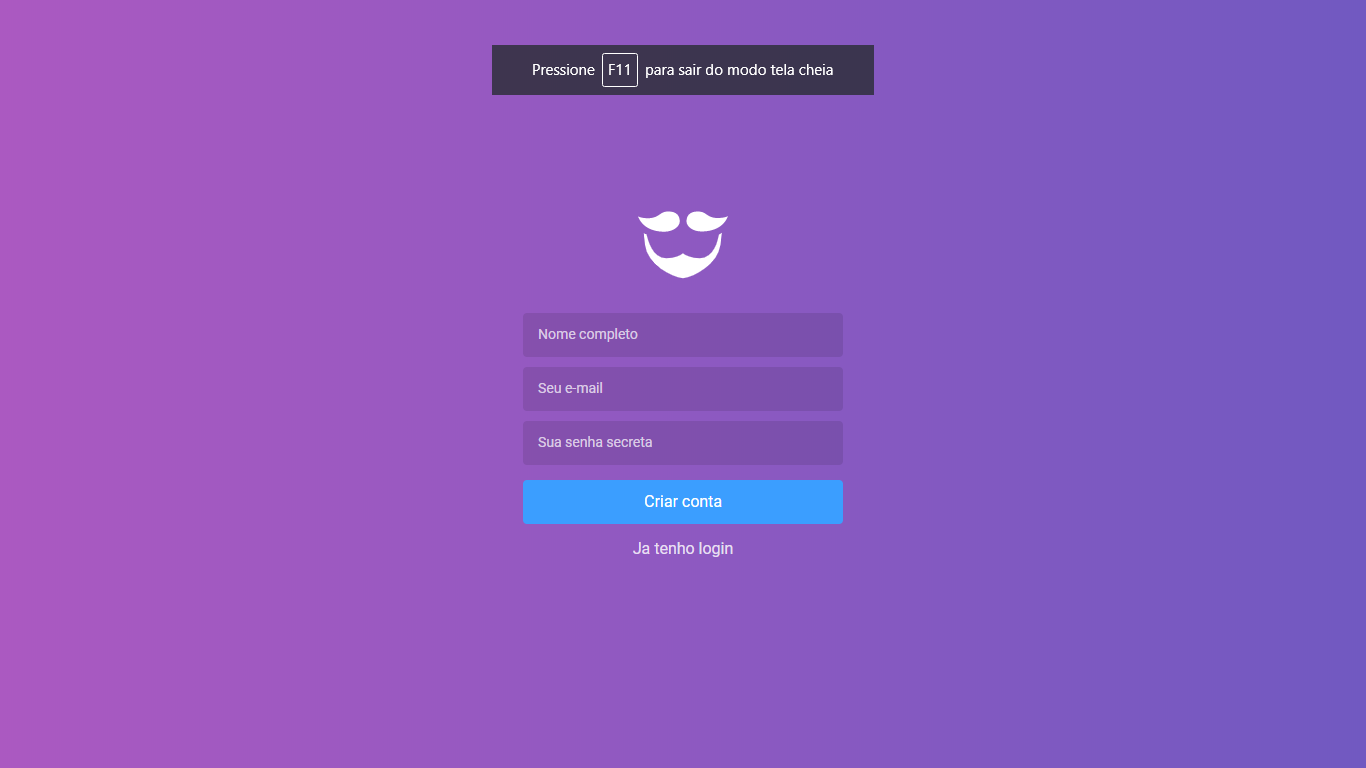 Pressione F11 para sair do modo tela cheia
Nome completo
Seu e-mail
Sua senha secreta
Criar conta
Ja tenho login